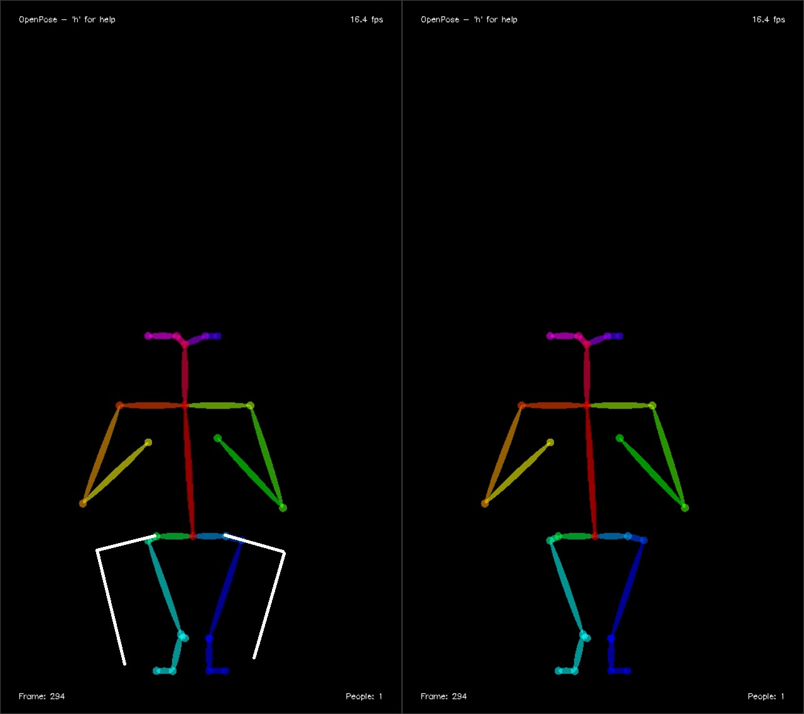 OpenPose - 'h' for help
16.4 fps
OpenPose - 'h' for help
16.4 fps
Frame: 294
People: 1
Frame: 294
People: 1